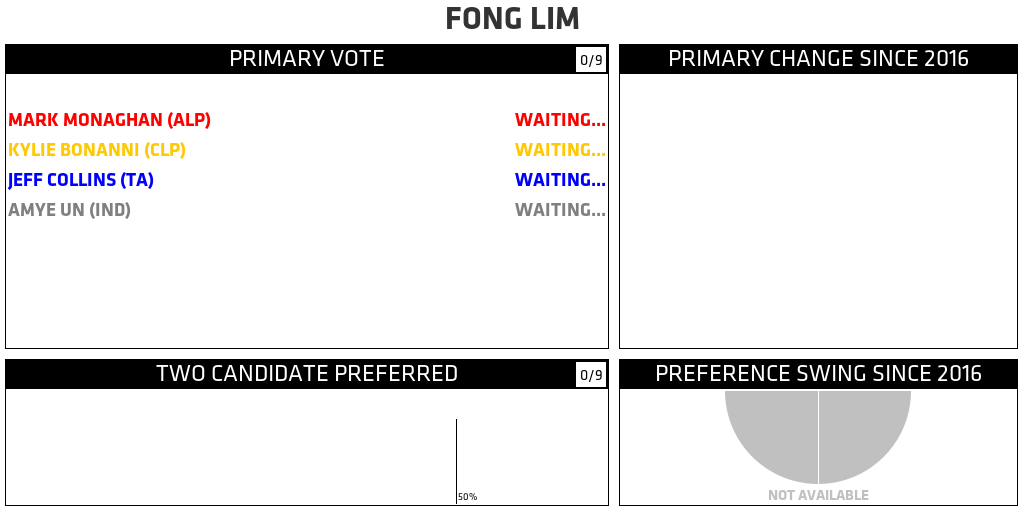 FONG LIM
PRIMARY VOTE 0/9
MARK MONAGHAN (ALP) WAITING...
KYLIE BONANNI (CLP) WAITING...
JEFF COLLINS (TA) WAITING...
AMYE UN (IND) WAITING...
PRIMARY CHANGE SINCE 2016
TWO CANDIDATE PREFERRED 0/9
50%
PREFERENCE SWING SINCE 2016
NOT AVAILABLE